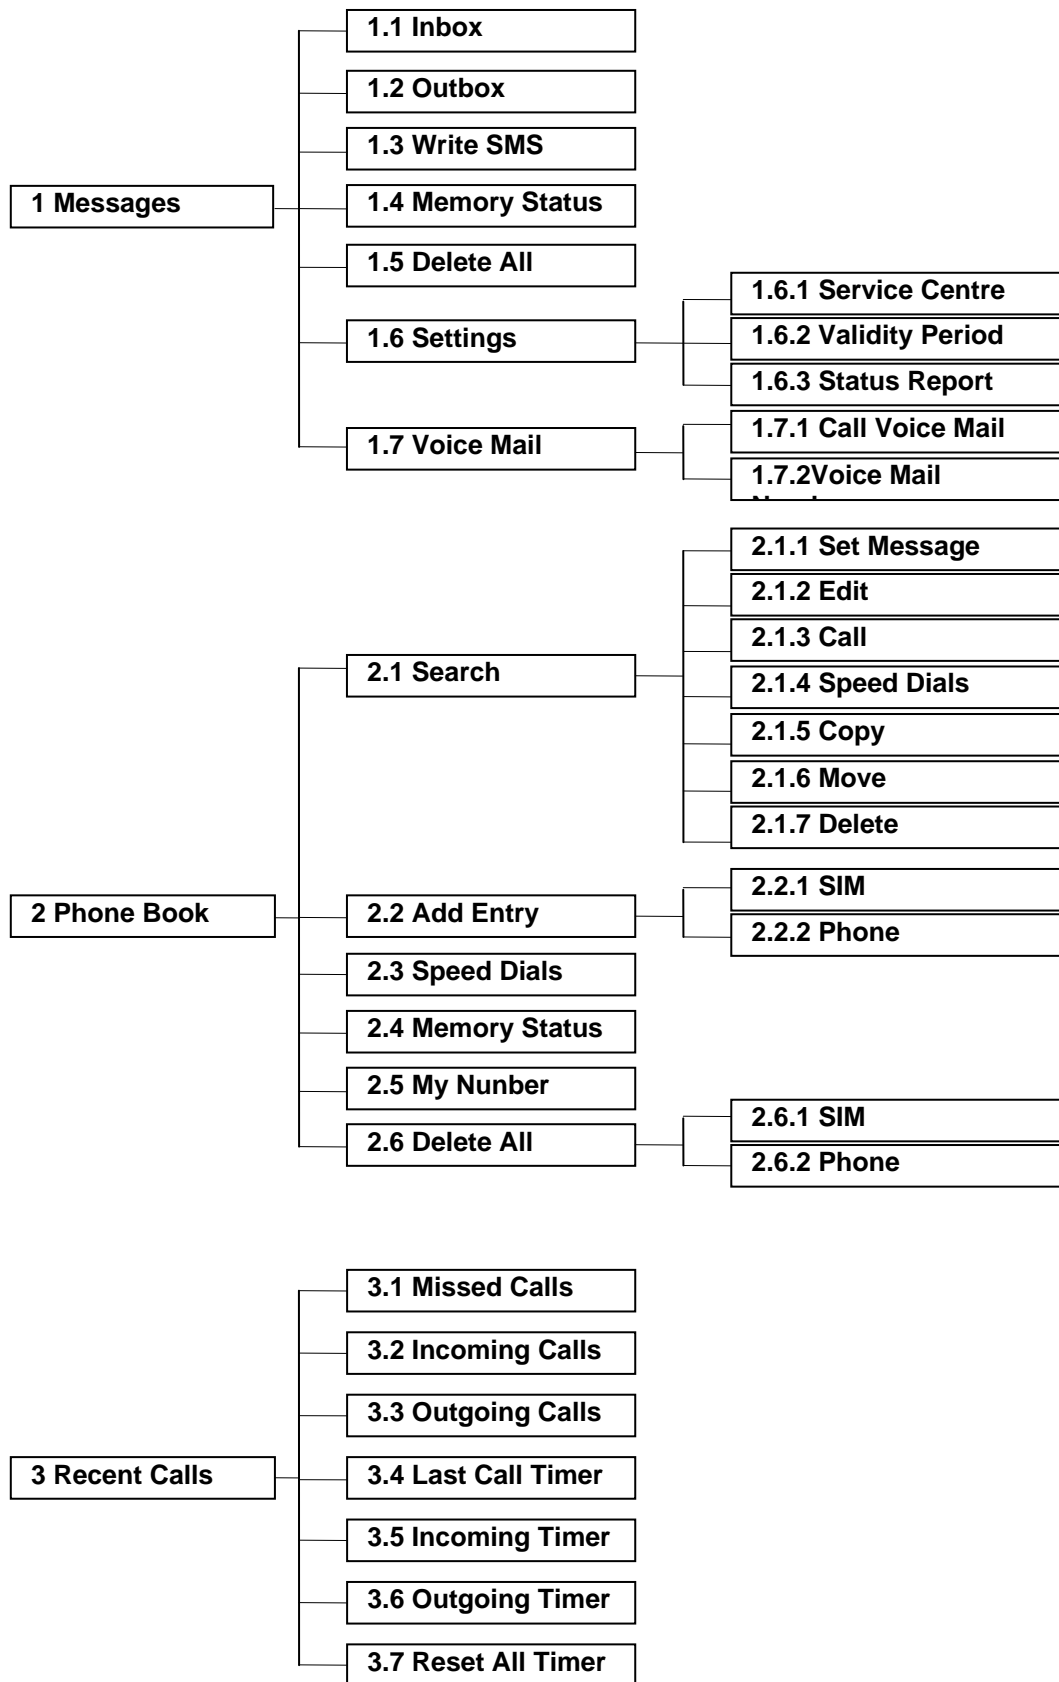 1 Messages
1.1 Inbox
1.2 Outbox
1.3 Write SMS
1.4 Memory Status
1.5 Delete All
1.6 Settings
1.6.1 Service Centre
1.6.2 Validity Period
1.6.3 Status Report
1.7 Voice Mail
1.7.1 Call Voice Mail
1.7.2Voice Mail
2 Phone Book
2.1 Search
2.1.1 Set Message
2.1.2 Edit
2.1.3 Call
2.1.4 Speed Dials
2.1.5 Copy
2.1.6 Move
2.1.7 Delete
2.2 Add Entry
2.2.1 SIM
2.2.2 Phone
2.3 Speed Dials
2.4 Memory Status
2.5 My Nunber
2.6 Delete All
2.6.1 SIM
2.6.2 Phone
3 Recent Calls
3.1 Missed Calls
3.2 Incoming Calls
3.3 Outgoing Calls
3.4 Last Call Timer
3.5 Incoming Timer
3.6 Outgoing Timer
3.7 Reset All Timer